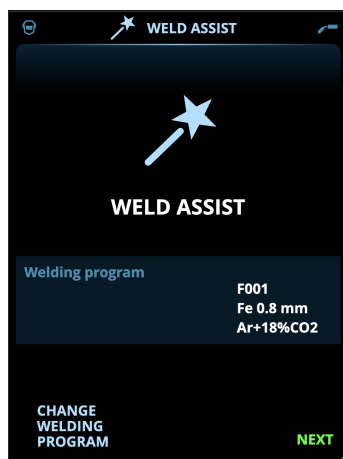 WELD ASSIST
WELD ASSIST
Welding program
F001
Fe 0.8 mm
Ar+18%CO2
CHANGE
WELDING
PROGRAM
NEXT